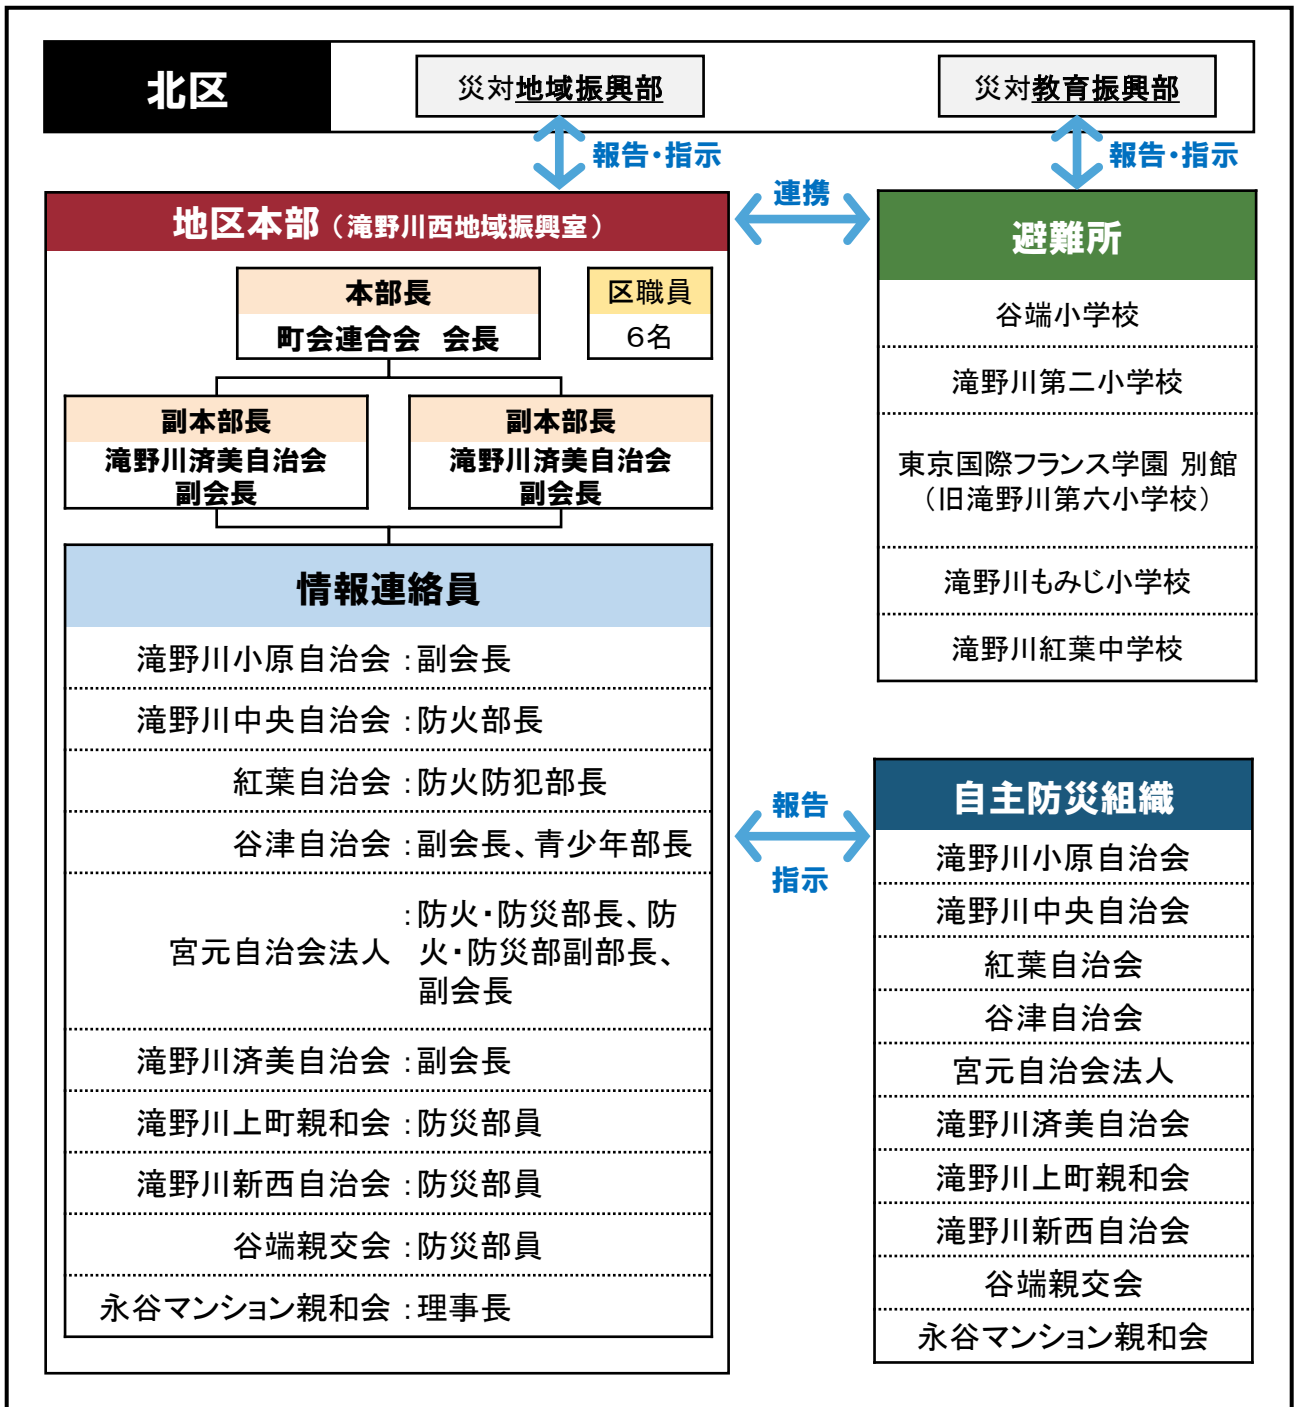 北区
災対地域振興部
災対教育振興部
報告・指示
報告・指示
地区本部（滝野川西地域振興室）
連携
避難所
本部長
町会連合会　会長
区職員
６名
副本部長
滝野川済美自治会
副会長
副本部長
滝野川済美自治会
副会長
情報連絡員
滝野川小原自治会：副会長
滝野川中央自治会：防火部長
紅葉自治会：防火防犯部長
谷津自治会：副会長、青少年部長
宮元自治会法人：防火・防災部長、防
火・防災部副部長、
副会長
滝野川済美自治会：副会長
滝野川上町親和会：防災部員
滝野川新西自治会：防災部員
谷端親交会：防災部員
永谷マンション親和会：理事長
谷端小学校
滝野川第二小学校
東京国際フランス学園 別館
（旧滝野川第六小学校）
滝野川もみじ小学校
滝野川紅葉中学校
報告
指示
自主防災組織
滝野川小原自治会
滝野川中央自治会
紅葉自治会
谷津自治会
宮元自治会法人
滝野川済美自治会
滝野川上町親和会
滝野川新西自治会
谷端親交会
永谷マンション親和会